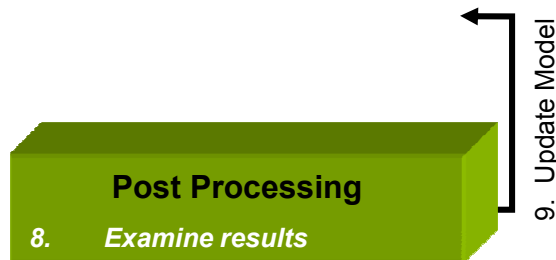 Post Processing
8. Examine results
9. Update Model